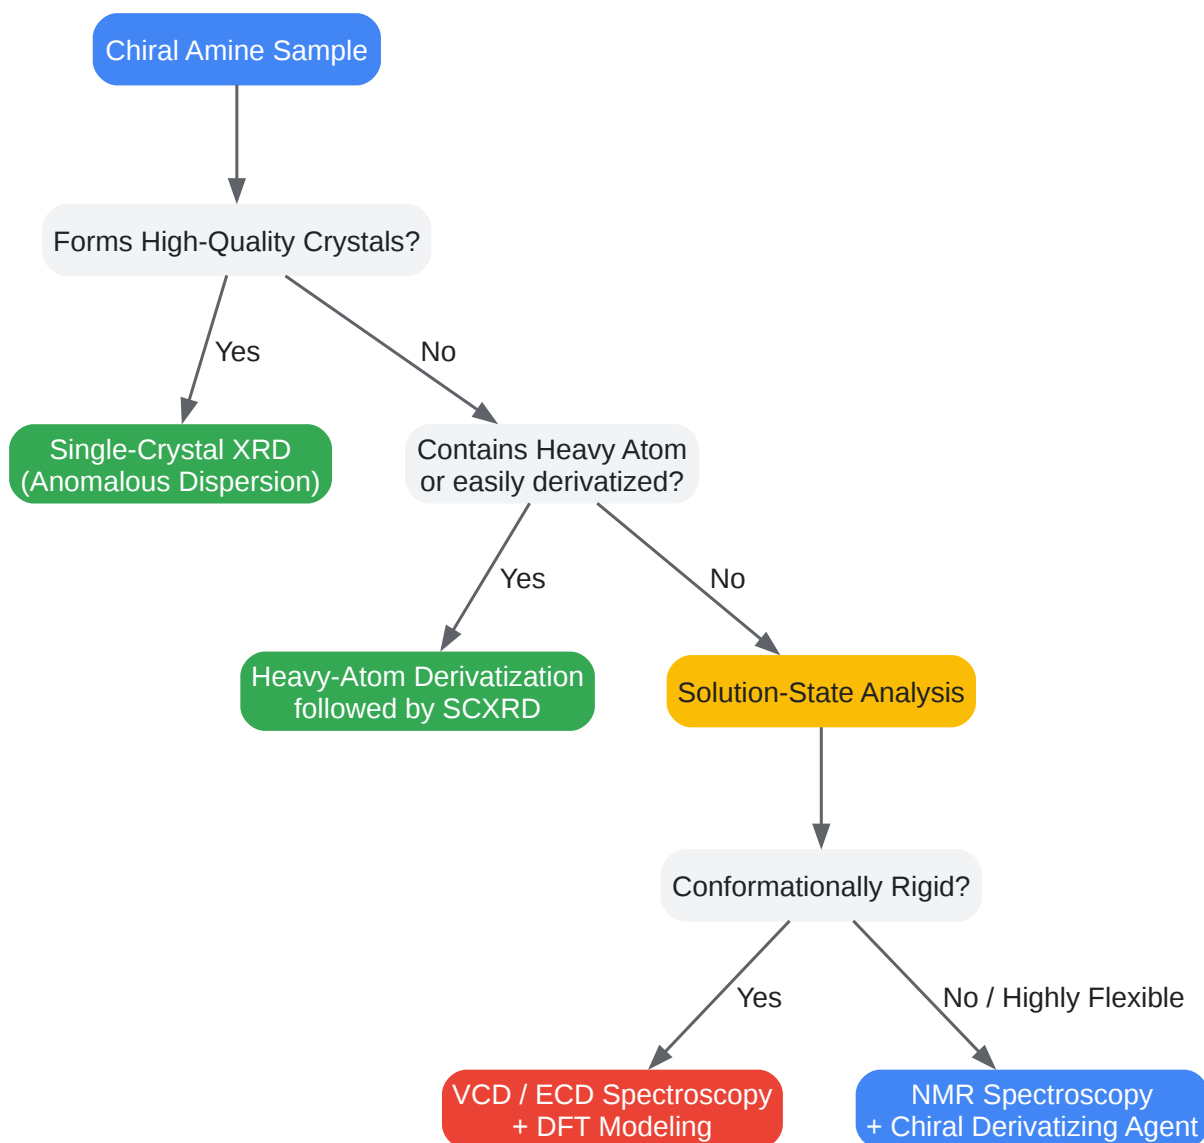 Chiral Amine Sample
Forms High-Quality Crystals?
Yes
No
Single-Crystal XRD
(Anomalous Dispersion)
Contains Heavy Atom
or easily derivatized?
Yes
No
Heavy-Atom Derivatization
followed by SCXRD
Solution-State Analysis
Conformationally Rigid?
Yes
No / Highly Flexible
VCD / ECD Spectroscopy
+ DFT Modeling
NMR Spectroscopy
+ Chiral Derivatizing Agent